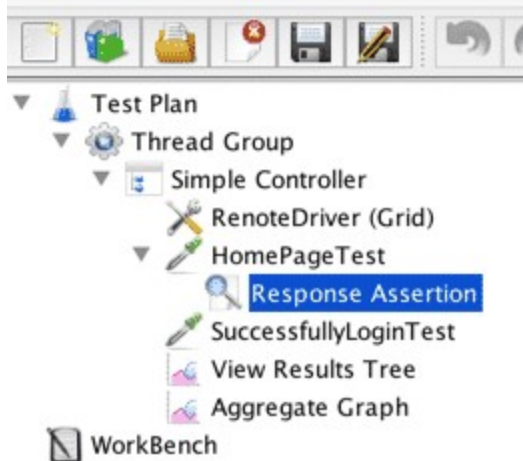 Test Plan
Thread Group
Simple Controller
RenoteDriver (Grid)
HomePageTest
Response Assertion
SuccessfullyLoginTest
View Results Tree
Aggregate Graph
WorkBench